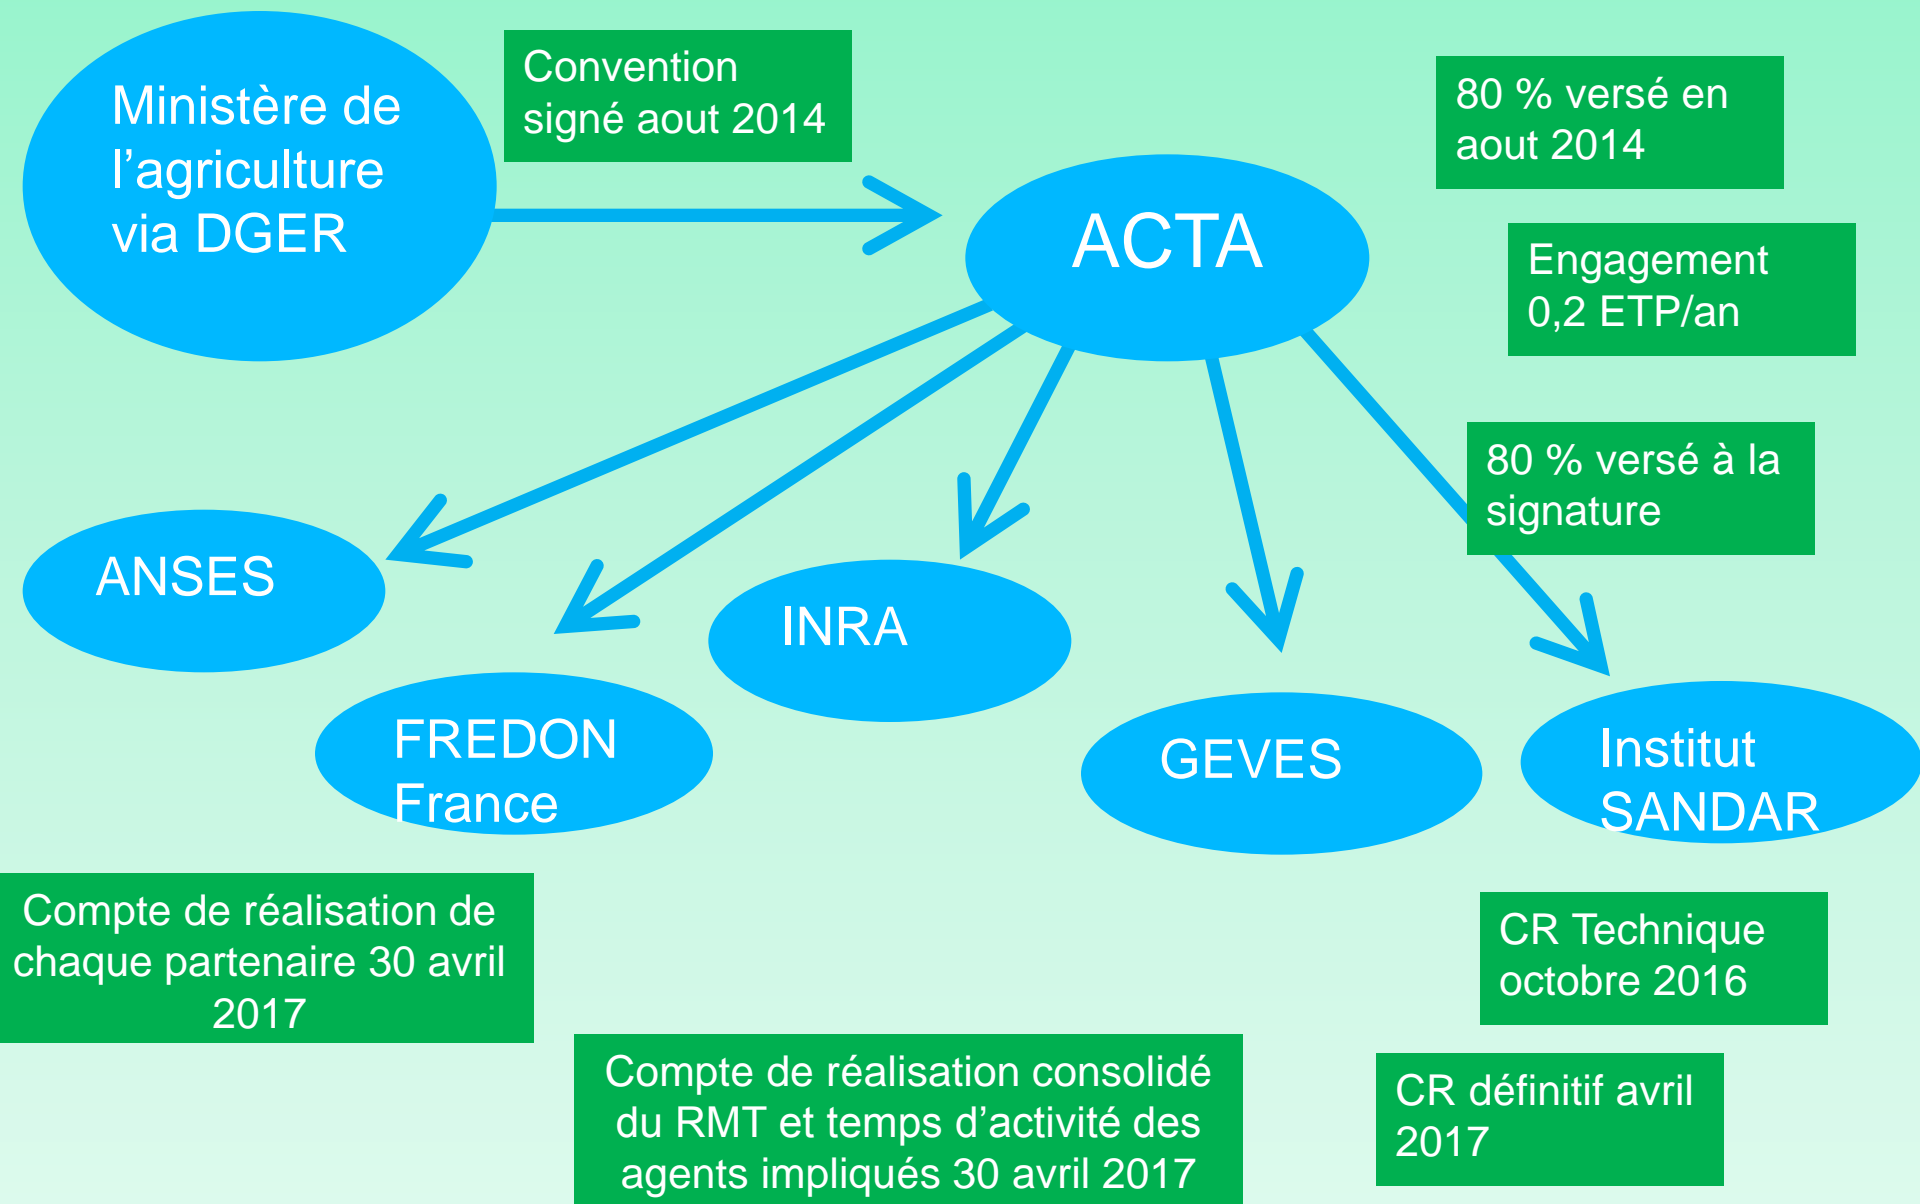 Ministère de
l’agriculture
via DGER
Convention
signé aout 2014
80 % versé en
aout 2014
ACTA
Engagement
0,2 ETP/an
80 % versé à la
signature
ANSES
INRA
FREDON
France
GEVES
Institut
SANDAR
Compte de réalisation de
chaque partenaire 30 avril
2017
CR Technique
octobre 2016
Compte de réalisation consolidé
du RMT et temps d’activité des
agents impliqués 30 avril 2017
CR définitif avril
2017